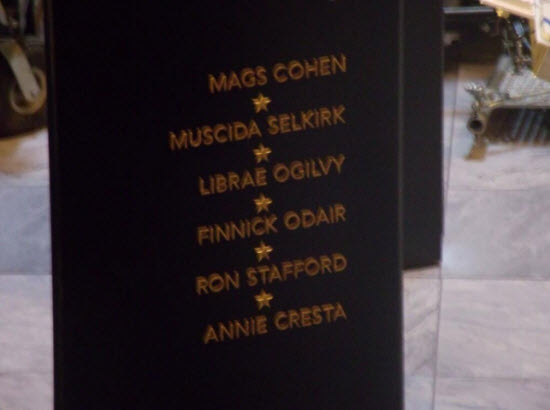 MAGS COHEN
MUSCIDA SELKIRK
LIBRAE OGILVY
FINNICK ODAIR
RON STAFFORD
ANNIE CRESTA